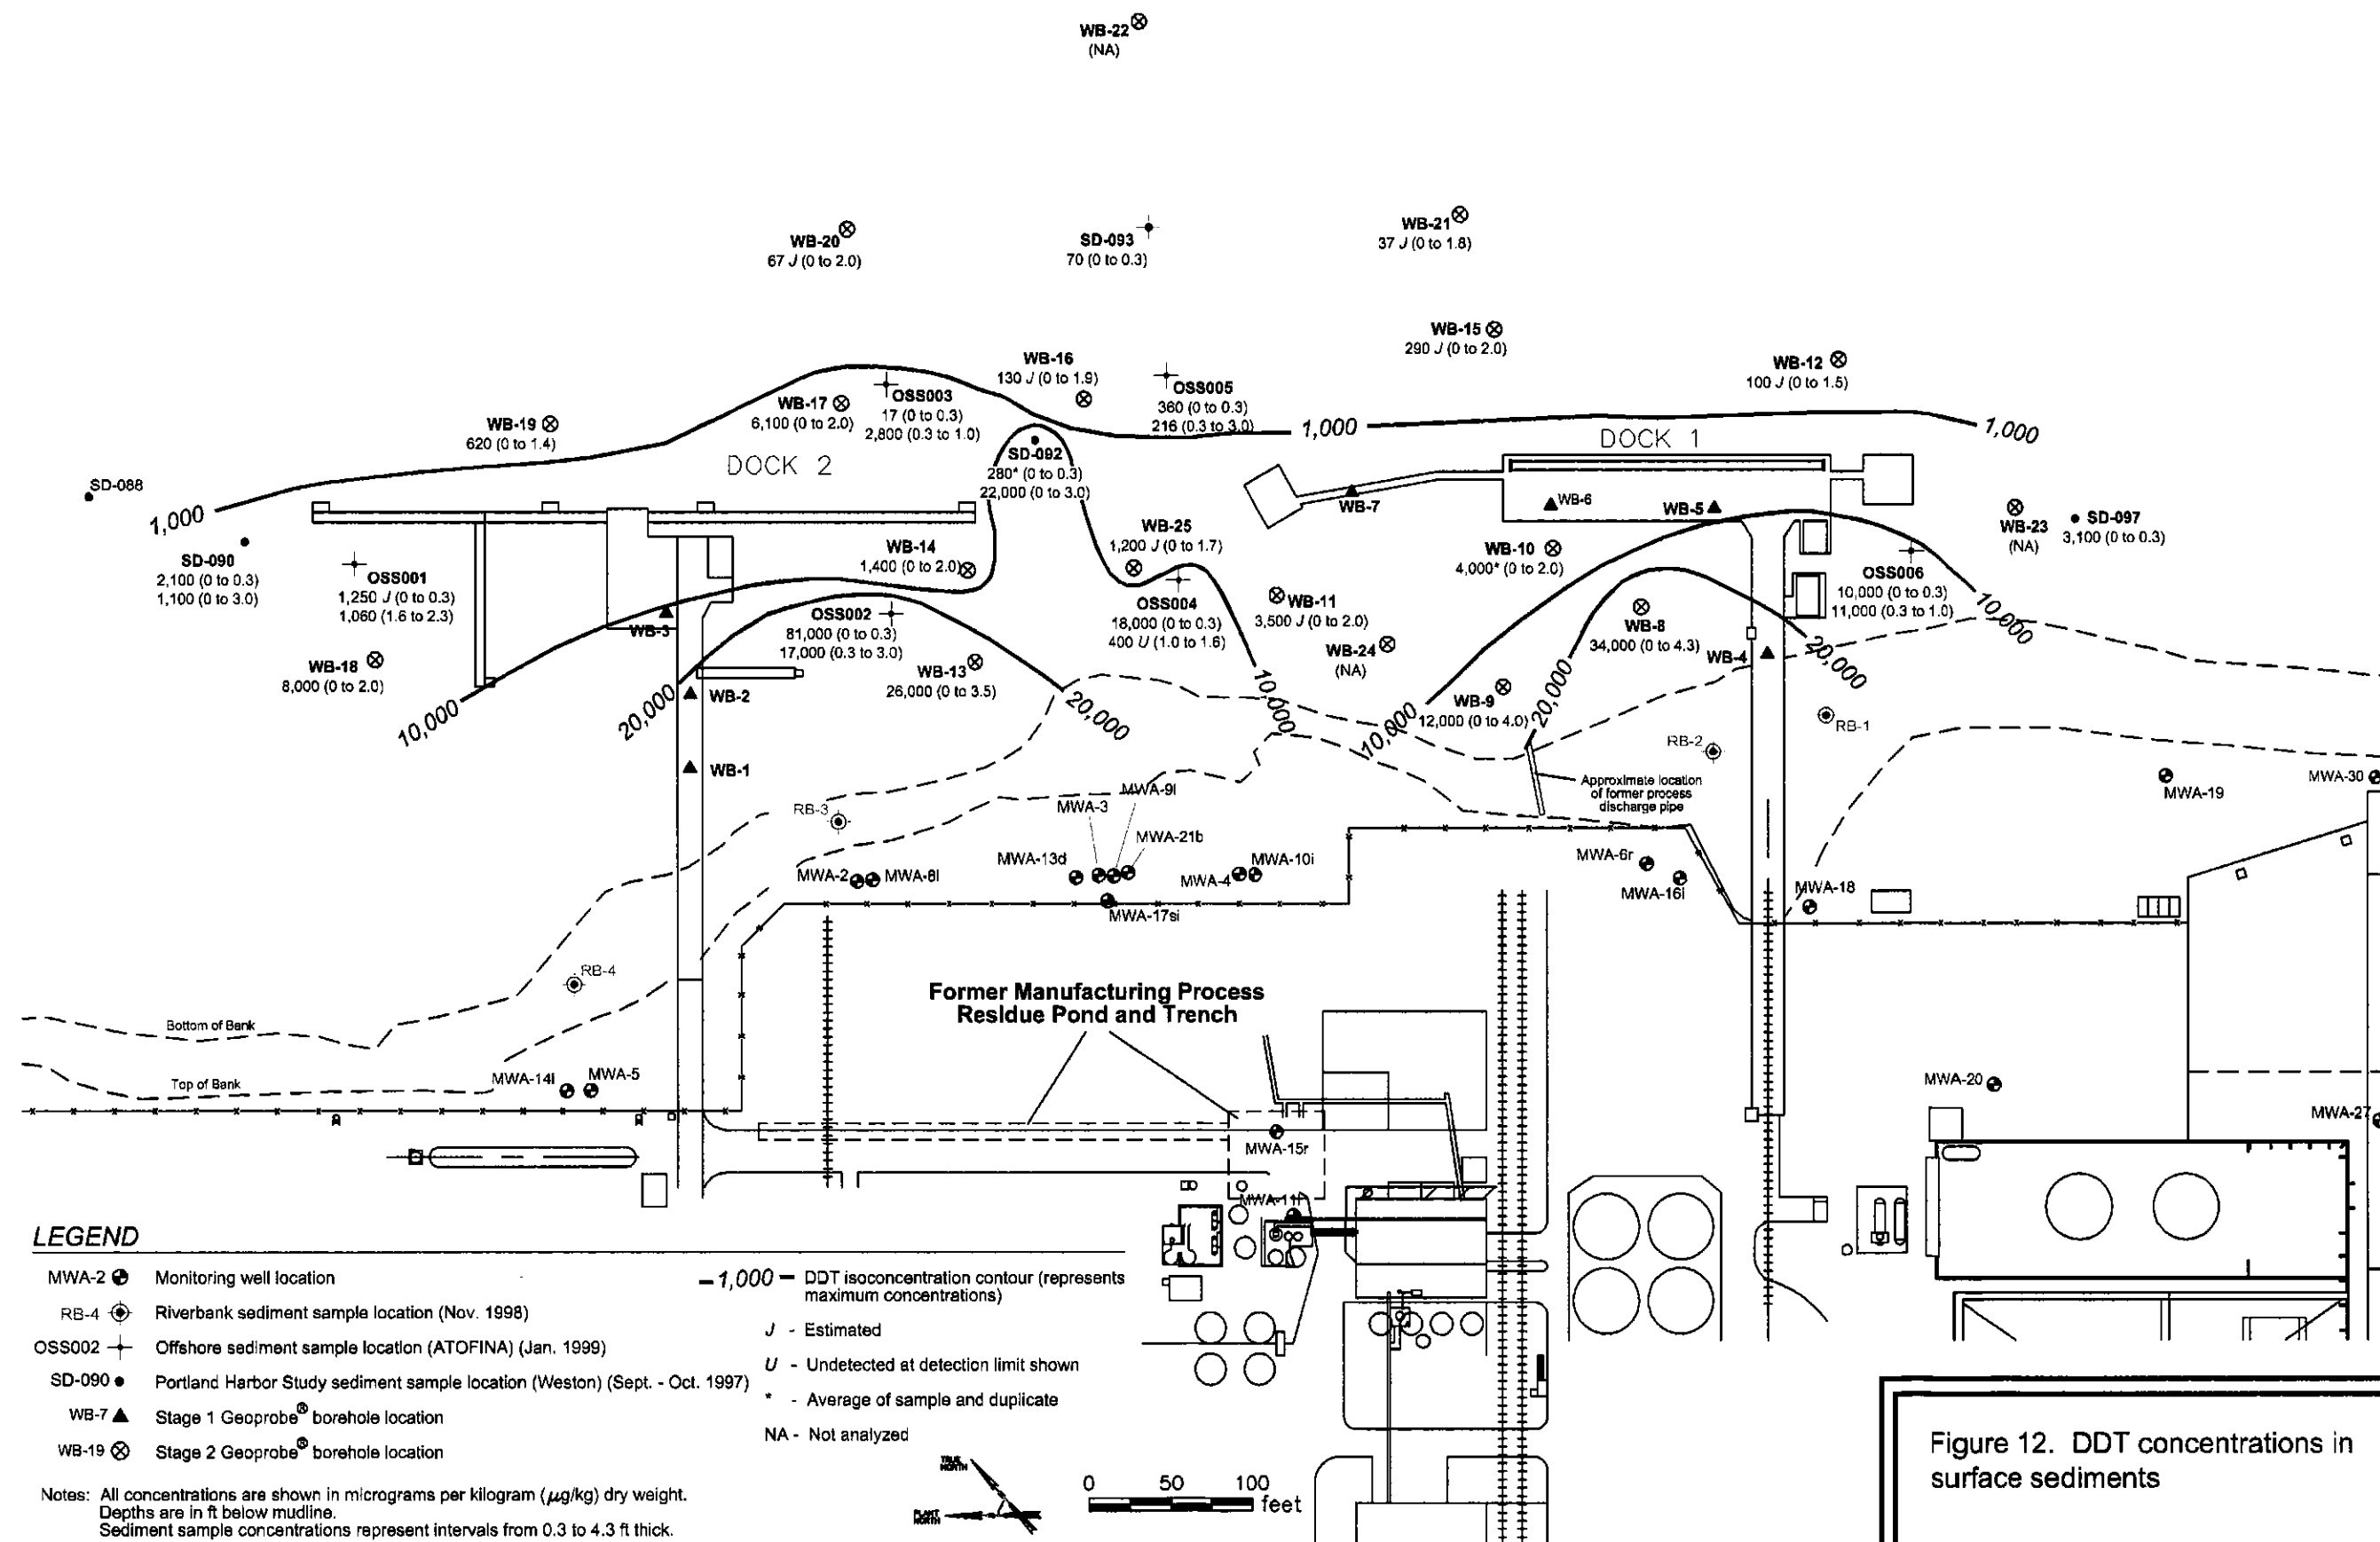 WB-22
(NA)
WB-20
67 J (0 to 2.0)
SD-093
70 (0 to 0.3)
WB-21
37 J (0 to 1.8)
WB-15
290 J (0 to 2.0)
WB-16
130 J (0 to 1.9)
WB-12
100 J (0 to 1.5)
OSS005
360 (0 to 0.3)
216 (0.3 to 3.0)
OSS003
17 (0 to 0.3)
2,800 (0.3 to 1.0)
WB-17
6,100 (0 to 2.0)
WB-19
620 (0 to 1.4)
1,000
1,000
1,000
DOCK 2
DOCK 1
SD-092
280* (0 to 0.3)
22,000 (0 to 3.0)
SD-088
WB-7
WB-6
WB-5
WB-23
(NA)
SD-097
3,100 (0 to 0.3)
SD-090
2,100 (0 to 0.3)
1,100 (0 to 3.0)
OSS001
1,250 J (0 to 0.3)
1,060 (1.6 to 2.3)
WB-14
1,400 (0 to 2.0)
WB-25
1,200 J (0 to 1.7)
WB-10
4,000* (0 to 2.0)
OSS006
10,000 (0 to 0.3)
11,000 (0.3 to 1.0)
WB-3
OSS002
81,000 (0 to 0.3)
17,000 (0.3 to 3.0)
OSS004
18,000 (0 to 0.3)
400 U (1.0 to 1.6)
WB-11
3,500 J (0 to 2.0)
WB-8
34,000 (0 to 4.3)
WB-18
8,000 (0 to 2.0)
WB-13
26,000 (0 to 3.5)
WB-24
(NA)
WB-4
WB-2
WB-9
12,000 (0 to 4.0)
10,000
20,000
20,000
10,000
10,000
20,000
20,000
10,000
RB-1
RB-2
WB-1
Approximate location
of former process
discharge pipe
MWA-30
MWA-19
RB-3
MWA-3
MWA-9i
MWA-21b
MWA-13d
MWA-10i
MWA-2
MWA-8i
MWA-4
MWA-6r
MWA-16i
MWA-18
MWA-17si
RB-4
Former Manufacturing Process
Residue Pond and Trench
Bottom of Bank
Top of Bank
MWA-14i
MWA-5
MWA-20
MWA-27
MWA-15r
LEGEND
MWA-2 Monitoring well location
RB-4 Riverbank sediment sample location (Nov. 1998)
OSS002 Offshore sediment sample location (ATOFINA) (Jan. 1999)
SD-090 Portland Harbor Study sediment sample location (Weston) (Sept. - Oct. 1997)
WB-7 Stage 1 Geoprobe® borehole location
WB-19 Stage 2 Geoprobe® borehole location
1,000 DDT isoconcentration contour (represents
maximum concentrations)
J - Estimated
U - Undetected at detection limit shown
* - Average of sample and duplicate
NA - Not analyzed
Notes: All concentrations are shown in micrograms per kilogram (μg/kg) dry weight.
Depths are in ft below mudline.
Sediment sample concentrations represent intervals from 0.3 to 4.3 ft thick.
TRUE
NORTH
PLANT
NORTH
0 50 100
feet
Figure 12. DDT concentrations in
surface sediments